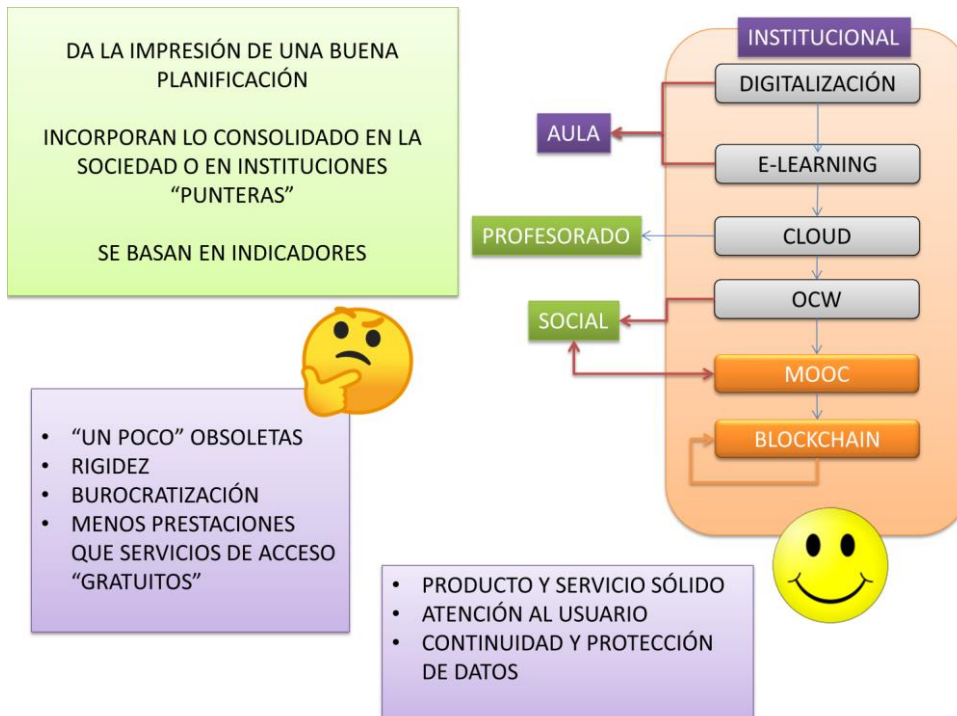 DA LA IMPRESIÓN DE UNA BUENA
PLANIFICACIÓN
INCORPORAN LO CONSOLIDADO EN LA
SOCIEDAD O EN INSTITUCIONES
“PUNTERAS”
SE BASAN EN INDICADORES
INSTITUCIONAL
DIGITALIZACIÓN
AULA
E-LEARNING
PROFESORADO
CLOUD
OCW
SOCIAL
MOOC
BLOCKCHAIN
• “UN POCO” OBSOLETAS
• RIGIDEZ
• BUROCRATIZACIÓN
• MENOS PRESTACIONES
QUE SERVICIOS DE ACCESO
“GRATUITOS”
• PRODUCTO Y SERVICIO SÓLIDO
• ATENCIÓN AL USUARIO
• CONTINUIDAD Y PROTECCIÓN
DE DATOS